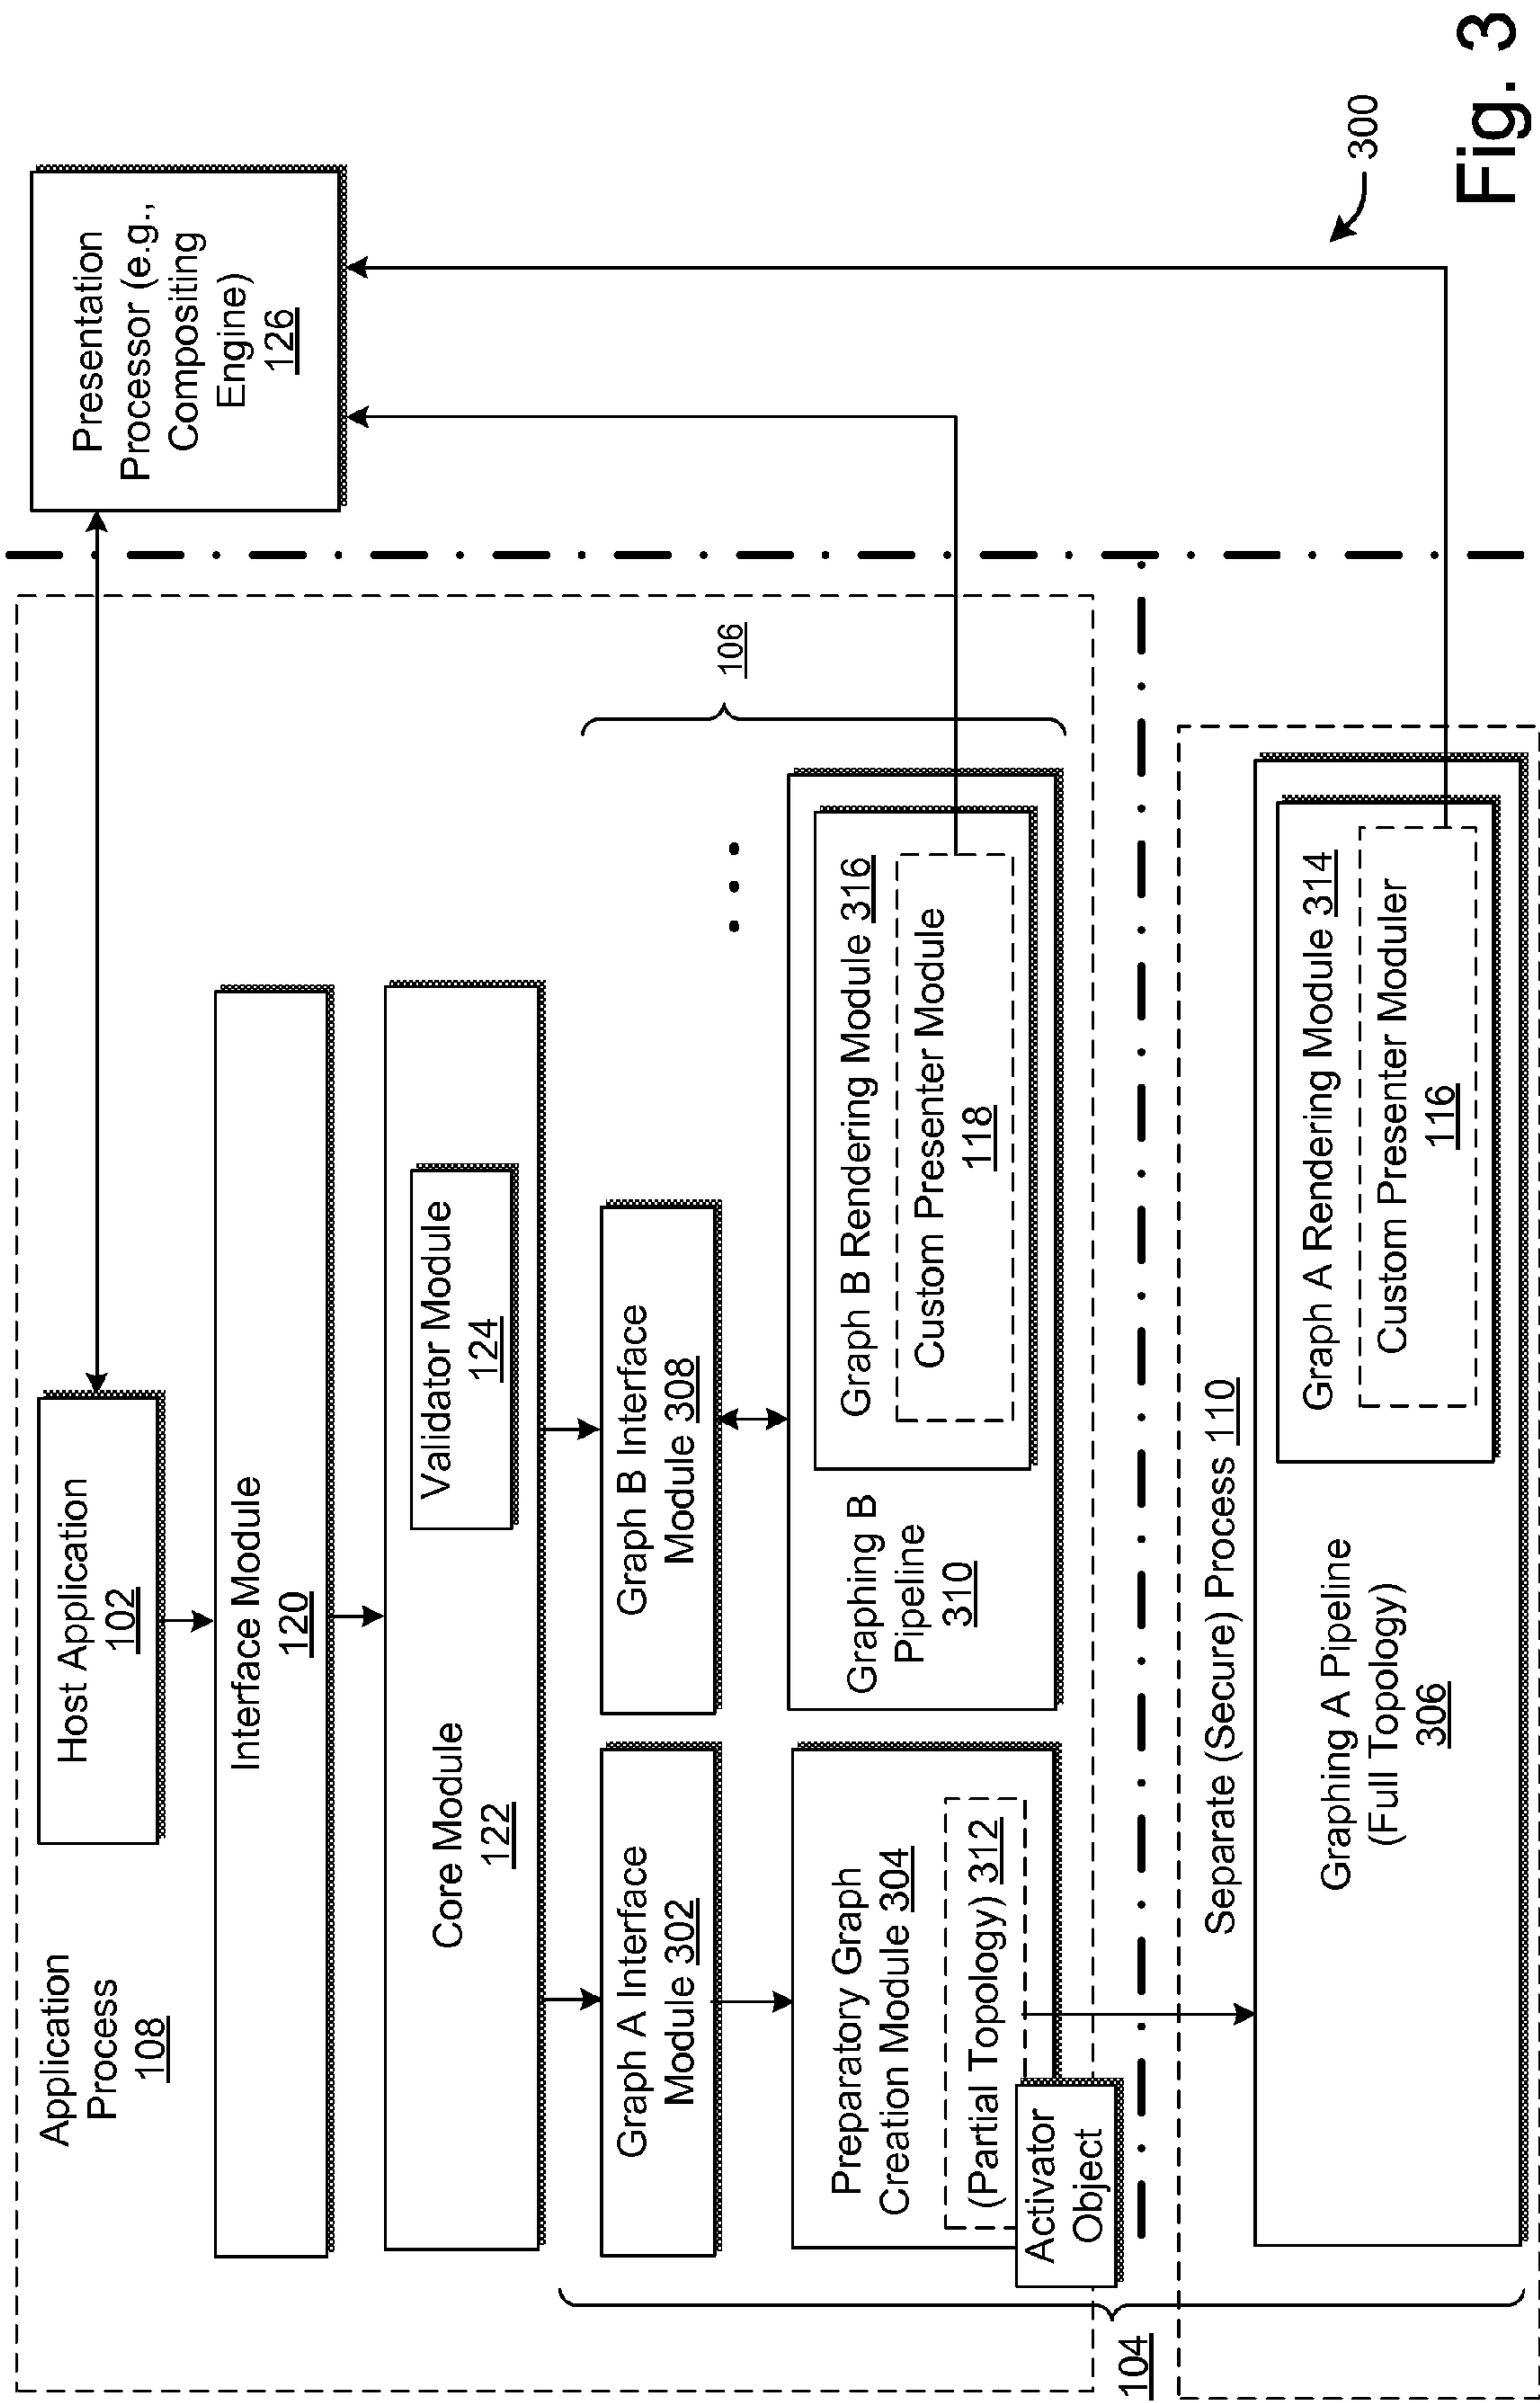 Application
Process
108
Host Application
102
Presentation
Processor (e.g.,
Compositing
Engine)
126
Interface Module
120
Core Module
122
Validator Module
124
Graph A Interface
Module 302
Graph B Interface
Module 308
106
Preparatory Graph
Creation Module 304
(Partial Topology) 312
Activator
Object
Graphing B
Pipeline
310
Graph B Rendering Module 316
Custom Presenter Module
118
• • •
104
Separate (Secure) Process 110
Graphing A Pipeline
(Full Topology)
306
Graph A Rendering Module 314
Custom Presenter Moduler
116
300
Fig. 3